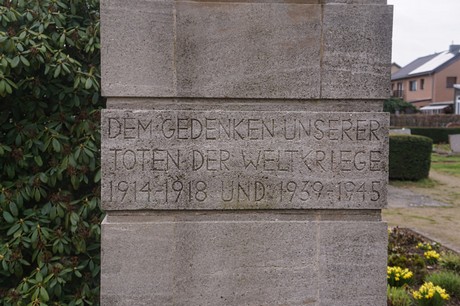 DEM GEDENKEN UNSERER
TOTEN DER WELTKRIEGE
1914-1918 UND 1939-1945